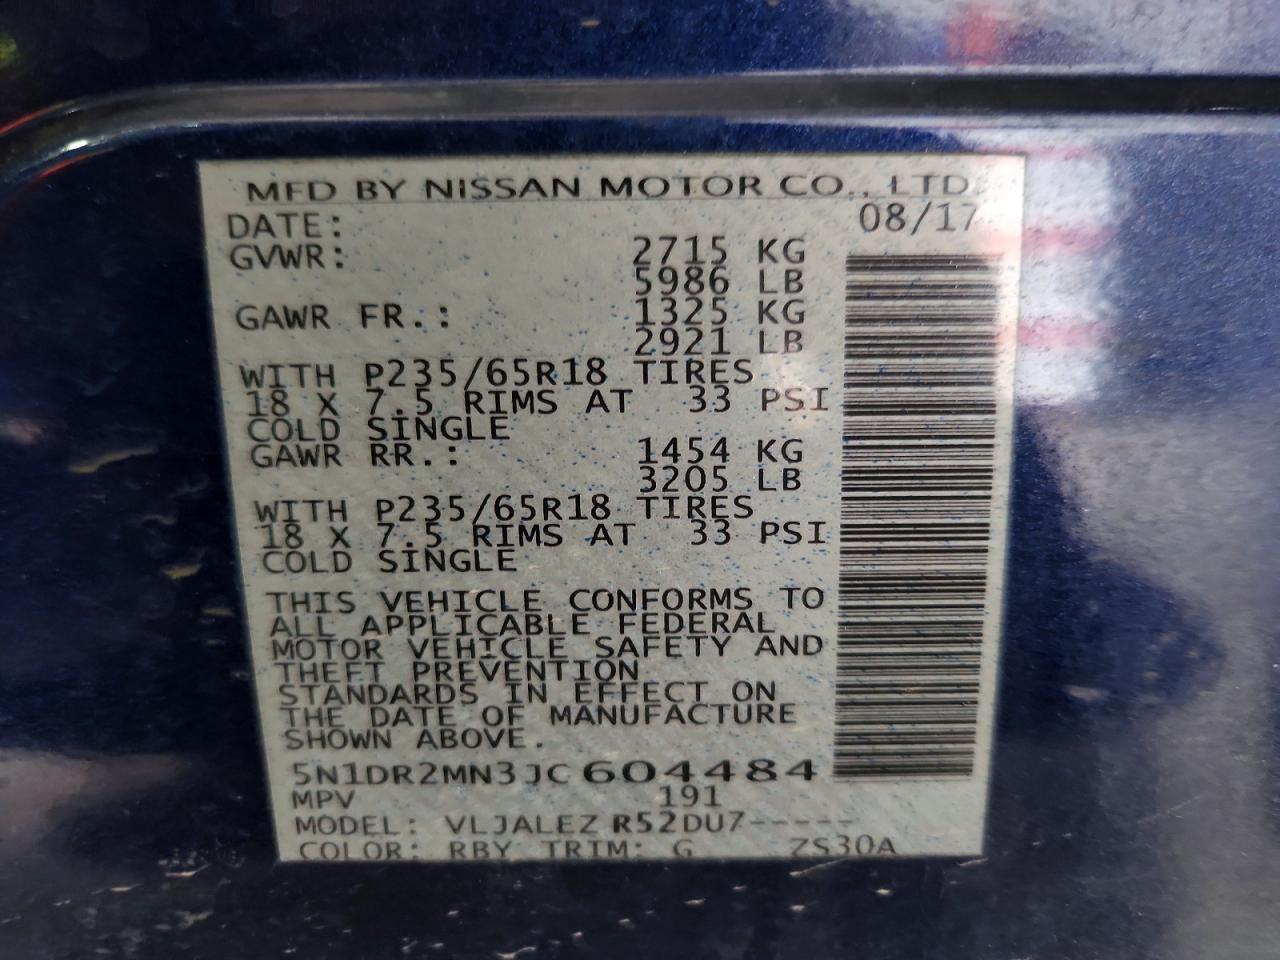 MFD BY NISSAN MOTOR CO., LTD.
DATE: 08/17
GVWR: 2715 KG
5986 LB
GAWR FR.: 1325 KG
2921 LB
WITH P235/65R18 TIRES
18 X 7.5 RIMS AT 33 PSI
COLD SINGLE
GAWR RR.: 1454 KG
3205 LB
WITH P235/65R18 TIRES
18 X 7.5 RIMS AT 33 PSI
COLD SINGLE
THIS VEHICLE CONFORMS TO
ALL APPLICABLE FEDERAL
MOTOR VEHICLE SAFETY AND
THEFT PREVENTION
STANDARDS IN EFFECT ON
THE DATE OF MANUFACTURE
SHOWN ABOVE.
5N1DR2MN3JC604484
MPV 191
MODEL: VLJALEZ R52DU7-----
COLOR: RBY TRIM: G ZS30A